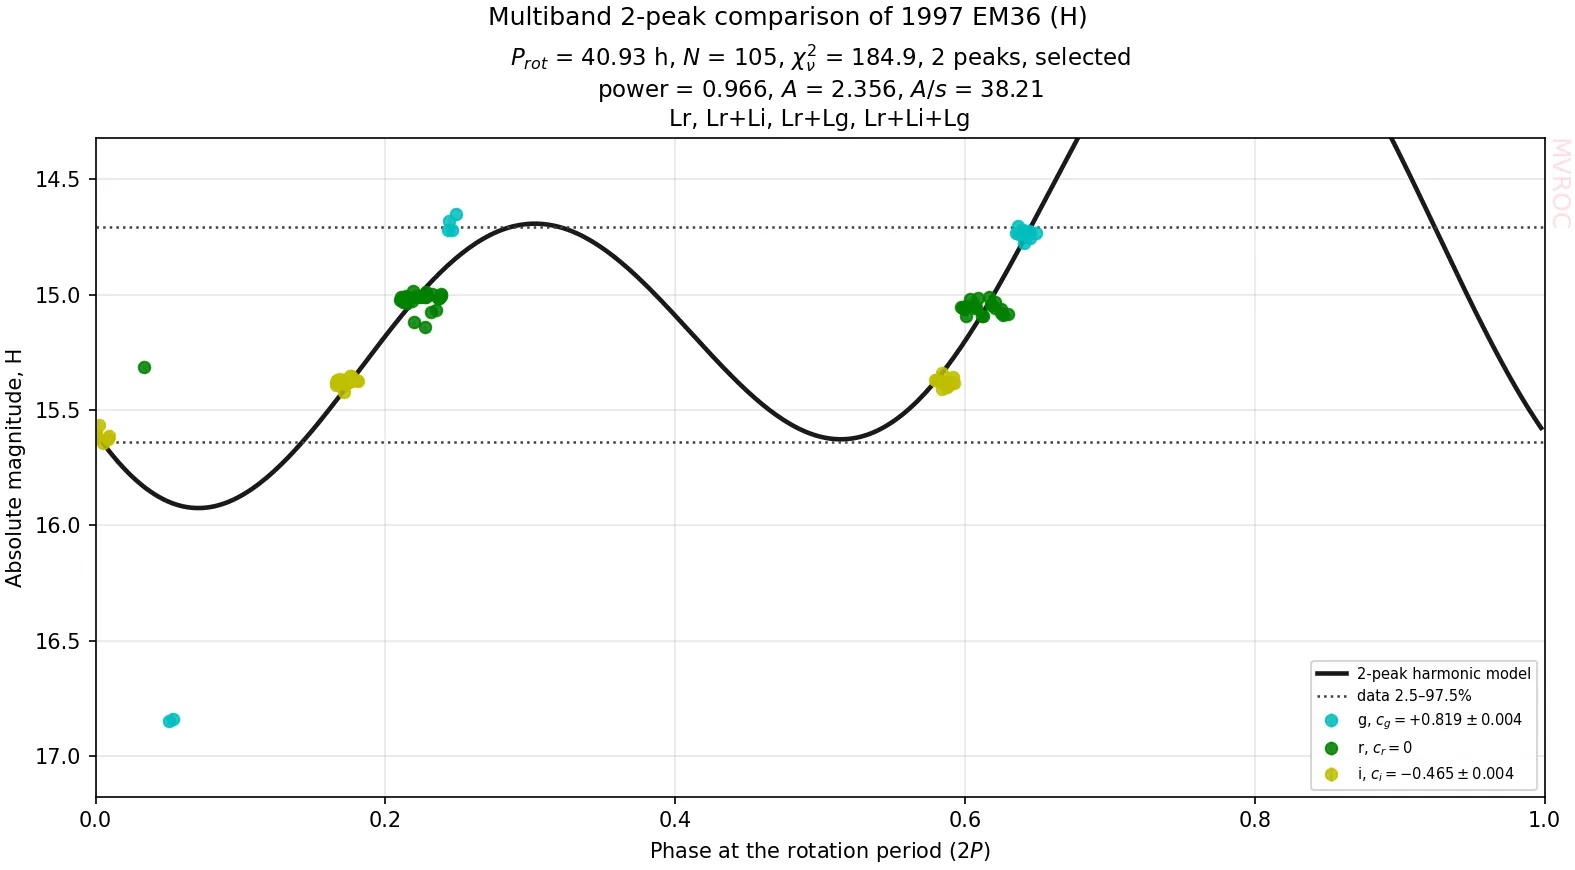 Multiband 2-peak comparison of 1997 EM36 (H)
P_rot = 40.93 h, N = 105, χ²_ν = 184.9, 2 peaks, selected
power = 0.966, A = 2.356, A/s = 38.21
Lr, Lr+Li, Lr+Lg, Lr+Li+Lg
MVROC
Absolute magnitude, H
14.5
15.0
15.5
16.0
16.5
17.0
2-peak harmonic model
data 2.5–97.5%
g, c_g = +0.819 ± 0.004
r, c_r = 0
i, c_i = −0.465 ± 0.004
0.0 0.2 0.4 0.6 0.8 1.0
Phase at the rotation period (2P)